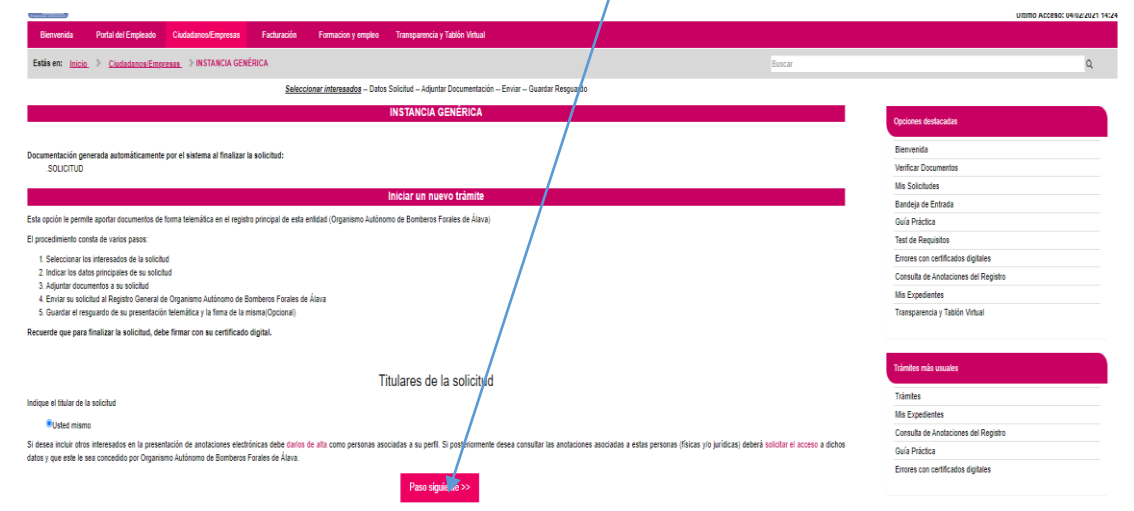 Último Acceso: 04/02/2021 14:24
Bienvenida Portal del Empleado Ciudadanos/Empresas Facturación Formacion y empleo Transparencia y Tablón Virtual
Estás en: Inicio > Ciudadanos/Empresas > INSTANCIA GENÉRICA
Buscar
Seleccionar interesados – Datos Solicitud – Adjuntar Documentación – Enviar – Guardar Resguardo
INSTANCIA GENÉRICA
Documentación generada automáticamente por el sistema al finalizar la solicitud:
.SOLICITUD
Iniciar un nuevo trámite
Esta opción le permite aportar documentos de forma telemática en el registro principal de esta entidad (Organismo Autónomo de Bomberos Forales de Álava)
El procedimiento consta de varios pasos:
1. Seleccionar los interesados de la solicitud
2. Indicar los datos principales de su solicitud
3. Adjuntar documentos a su solicitud
4. Enviar su solicitud al Registro General de Organismo Autónomo de Bomberos Forales de Álava
5. Guardar el resguardo de su presentación telemática y la firma de la misma(Opcional)
Recuerde que para finalizar la solicitud, debe firmar con su certificado digital.
Titulares de la solicitud
Indique el titular de la solicitud
Usted mismo
Si desea incluir otros interesados en la presentación de anotaciones electrónicas debe darlos de alta como personas asociadas a su perfil. Si posteriormente desea consultar las anotaciones asociadas a estas personas (físicas y/o jurídicas) deberá solicitar el acceso a dichos
datos y que este le sea concedido por Organismo Autónomo de Bomberos Forales de Álava.
Paso siguiente >>
Opciones destacadas
Bienvenida
Verificar Documentos
Mis Solicitudes
Bandeja de Entrada
Guía Práctica
Test de Requisitos
Errores con certificados digitales
Consulta de Anotaciones del Registro
Mis Expedientes
Transparencia y Tablón Virtual
Trámites más usuales
Trámites
Mis Expedientes
Consulta de Anotaciones del Registro
Guía Práctica
Errores con certificados digitales